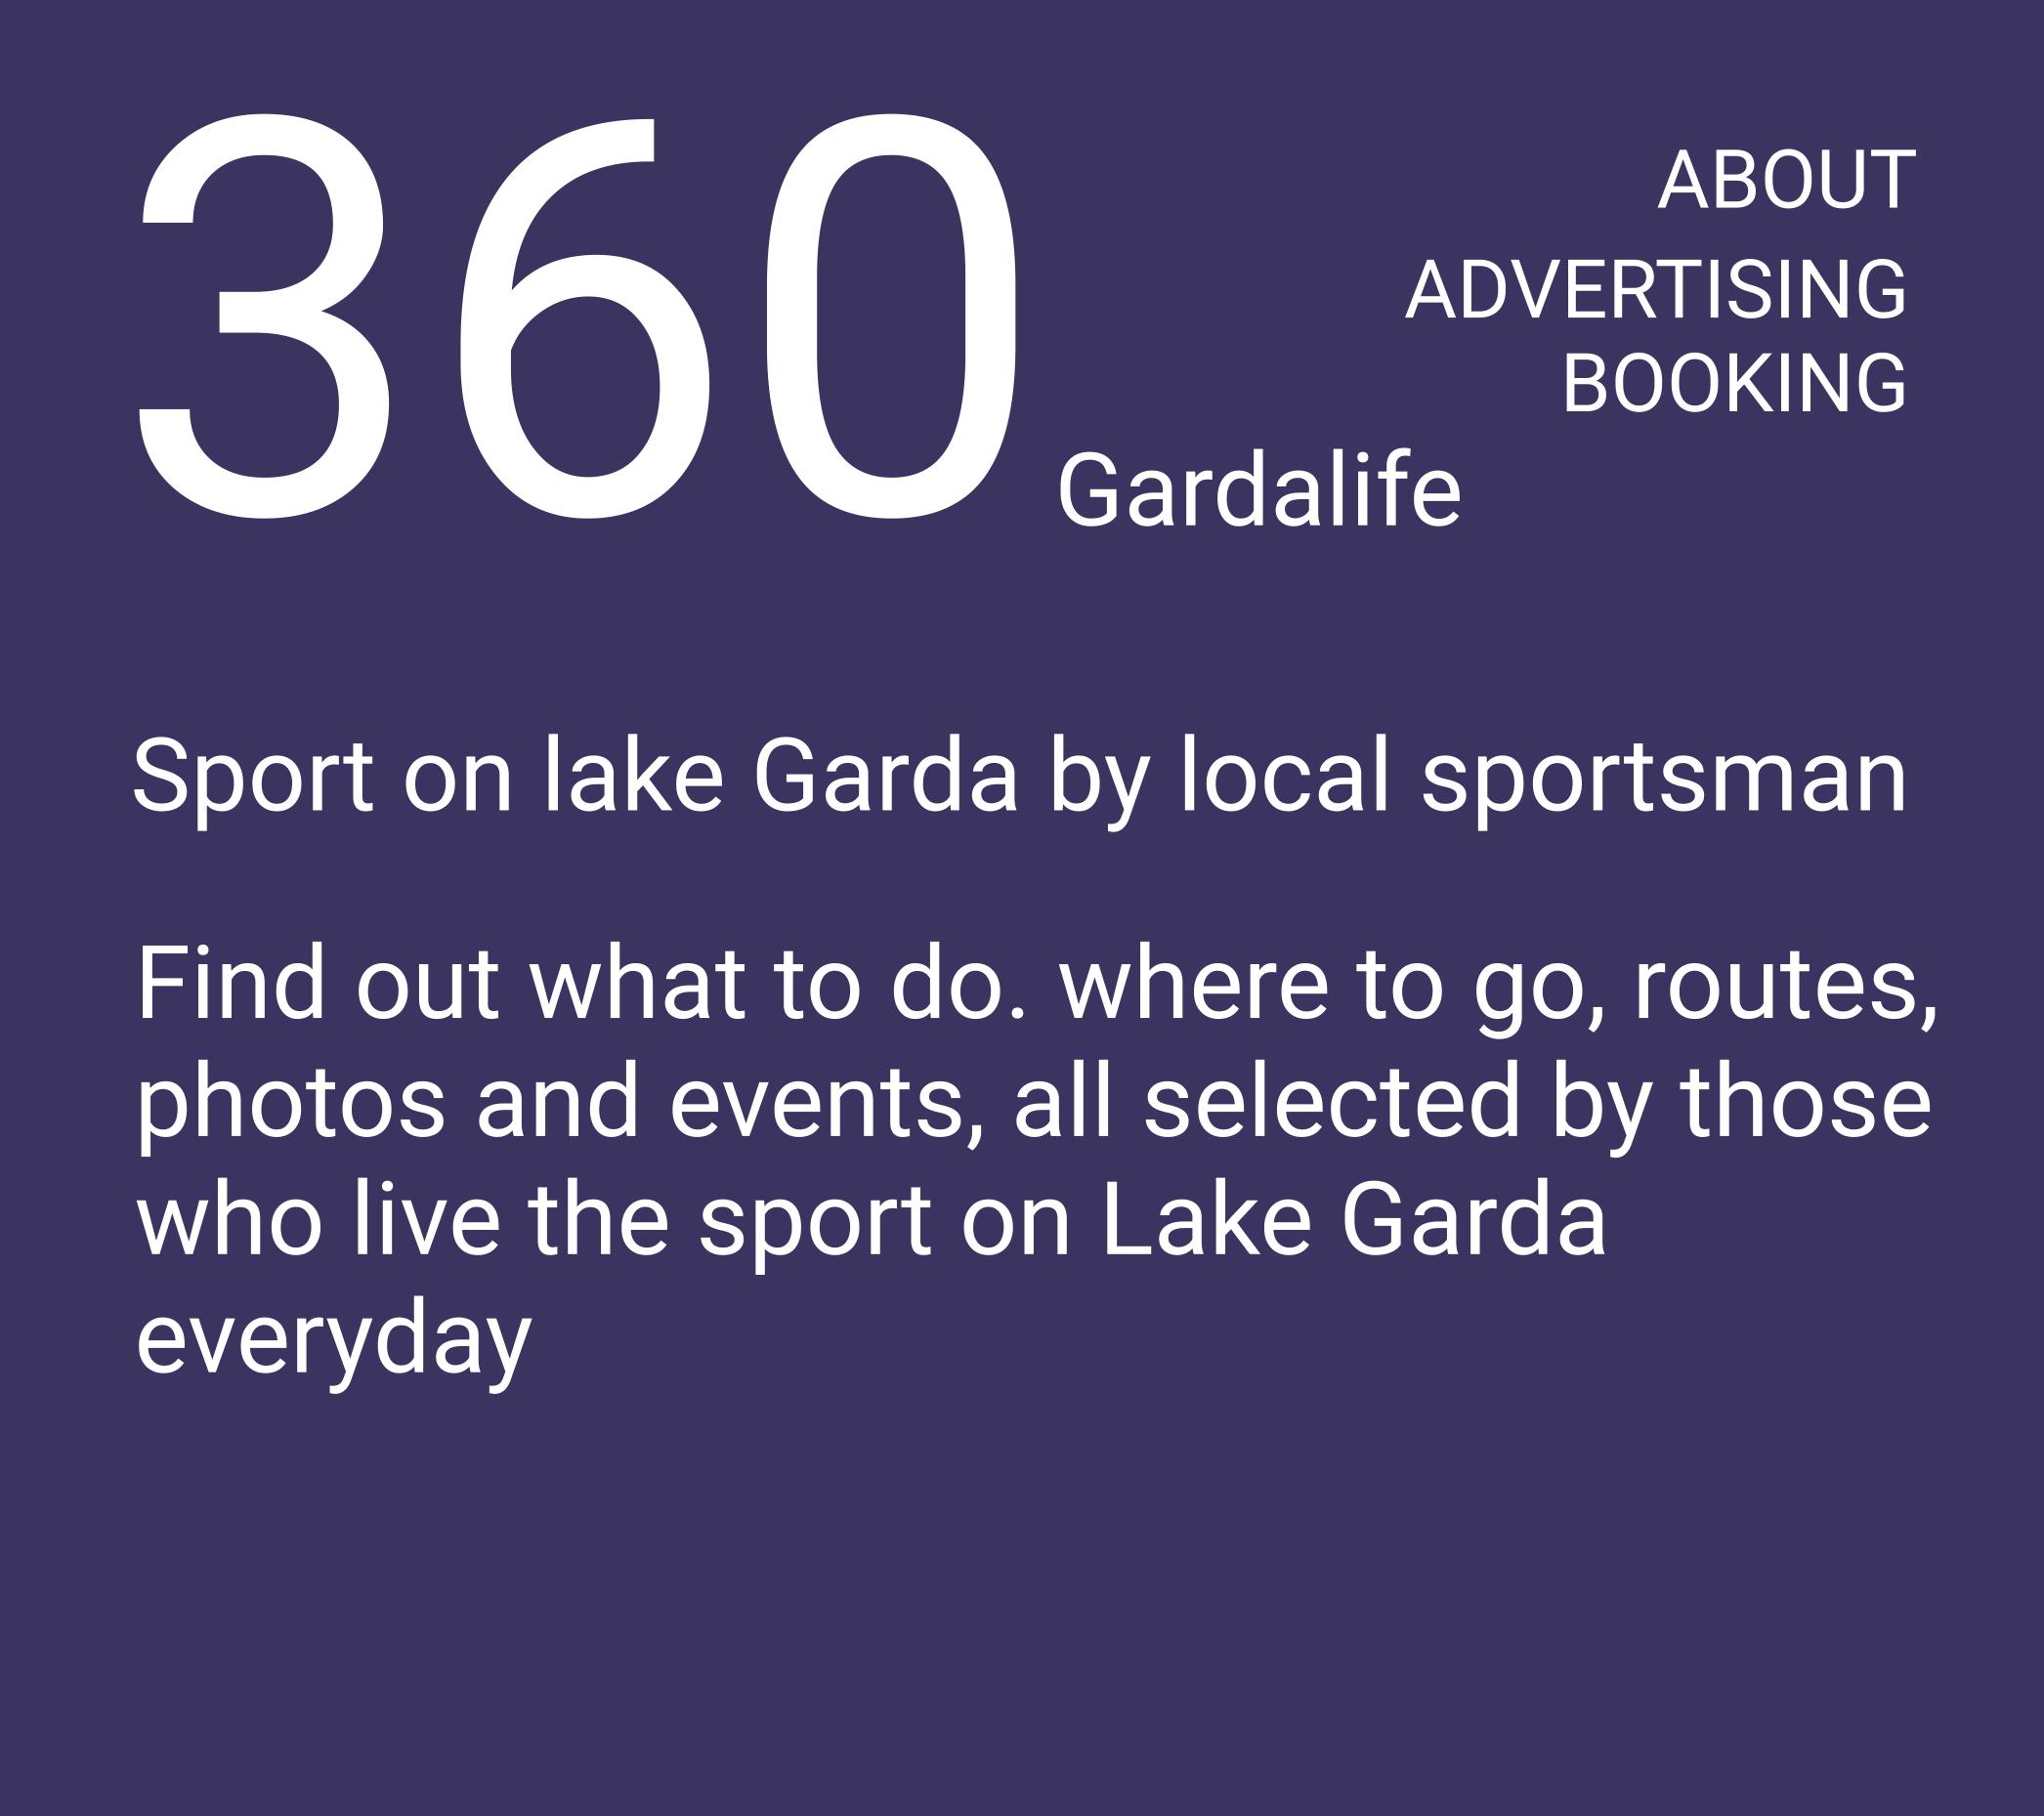 360 Gardalife
ABOUT
ADVERTISING
BOOKING
Sport on lake Garda by local sportsman
Find out what to do. where to go, routes,
photos and events, all selected by those
who live the sport on Lake Garda
everyday